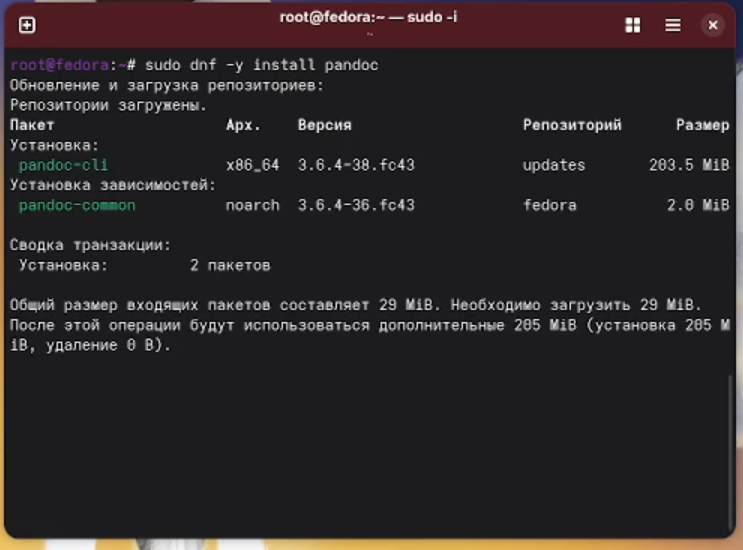 root@fedora:~ — sudo -i
~
root@fedora:~# sudo dnf -y install pandoc
Обновление и загрузка репозиториев:
Репозитории загружены.
Пакет Арх. Версия Репозиторий Размер
Установка:
pandoc-cli x86_64 3.6.4-38.fc43 updates 203.5 MiB
Установка зависимостей:
pandoc-common noarch 3.6.4-36.fc43 fedora 2.0 MiB
Сводка транзакции:
Установка: 2 пакетов
Общий размер входящих пакетов составляет 29 MiB. Необходимо загрузить 29 MiB.
После этой операции будут использоваться дополнительные 205 MiB (установка 205 M
iB, удаление 0 B).